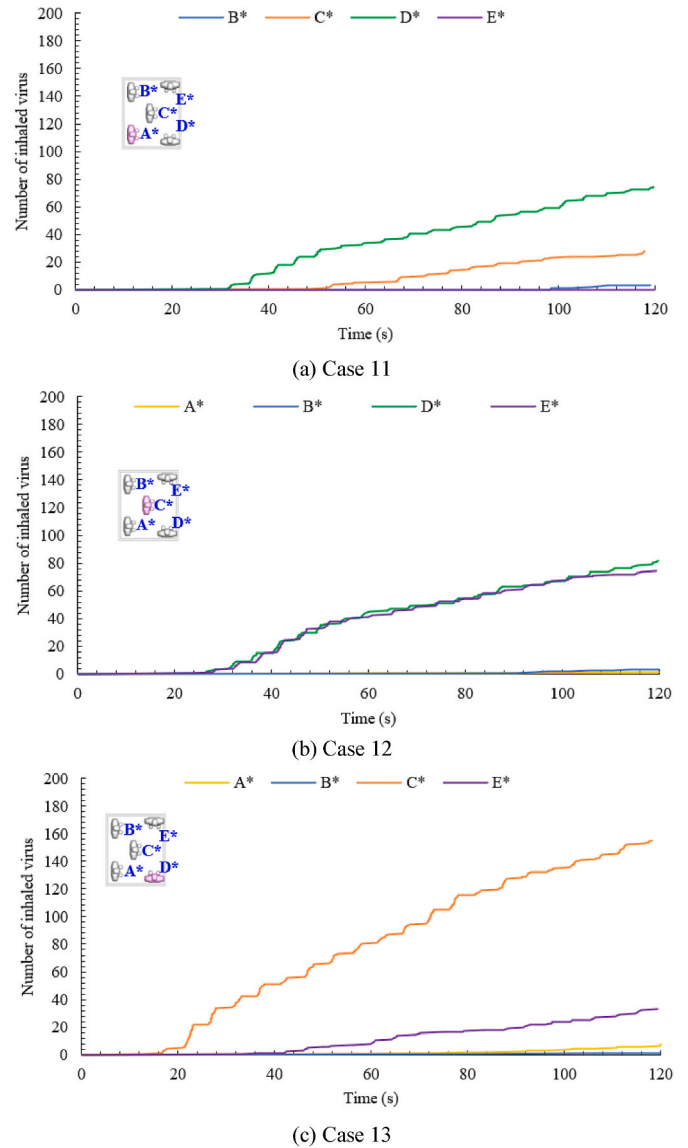 B* C* D* E*
200
180
160
140
120
100
80
60
40
20
0
Number of inhaled virus
B*
E*
C*
D*
A*
0 20 40 60 80 100 120
Time (s)
(a) Case 11
A* B* D* E*
200
180
160
140
120
100
80
60
40
20
0
Number of inhaled virus
B*
E*
C*
A* D*
0 20 40 60 80 100 120
Time (s)
(b) Case 12
A* B* C* E*
200
180
160
140
120
100
80
60
40
20
0
Number of inhaled virus
B*
E*
C*
A* D*
0 20 40 60 80 100 120
Time (s)
(c) Case 13